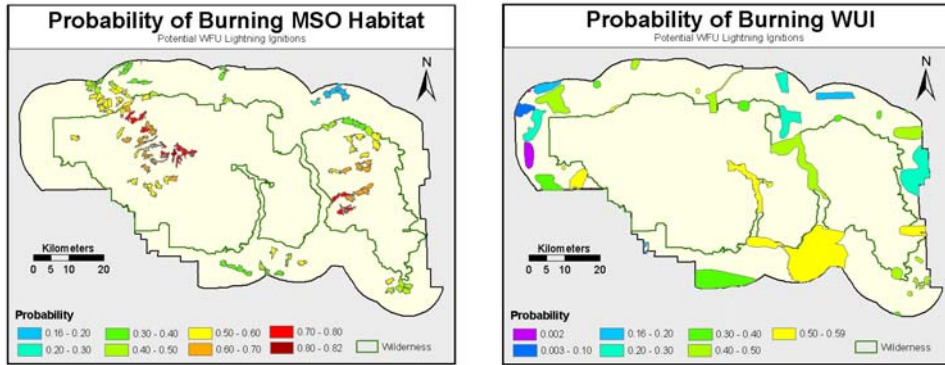 Probability of Burning MSO Habitat
Potential WFU Lightning Ignitions
N
Kilometers
0 5 10 20
Probability
0.16 - 0.20 0.30 - 0.40 0.50 - 0.60 0.70 - 0.80
0.20 - 0.30 0.40 - 0.50 0.60 - 0.70 0.80 - 0.82 Wilderness
Probability of Burning WUI
Potential WFU Lightning Ignitions
N
Kilometers
0 5 10 20
Probability
0.002 0.16 - 0.20 0.30 - 0.40 0.50 - 0.59
0.003 - 0.10 0.20 - 0.30 0.40 - 0.50 Wilderness